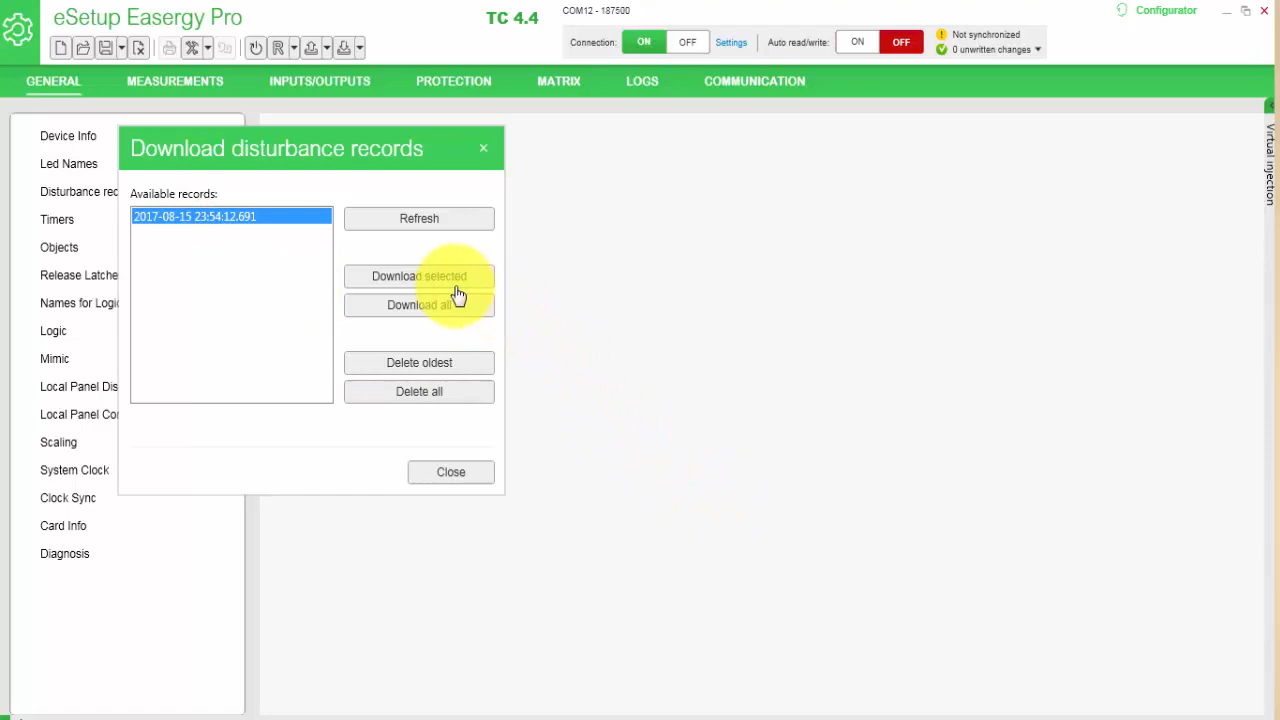 eSetup Easergy Pro
TC 4.4
COM12 - 187500
Configurator
Connection:
ON
OFF
Settings
Auto read/write:
ON
OFF
Not synchronized
0 unwritten changes
R
GENERAL
MEASUREMENTS
INPUTS/OUTPUTS
PROTECTION
MATRIX
LOGS
COMMUNICATION
Device Info
Led Names
Disturbance rec
Timers
Objects
Release Latche
Names for Logic
Logic
Mimic
Local Panel Dis
Local Panel Con
Scaling
System Clock
Clock Sync
Card Info
Diagnosis
Download disturbance records
Available records:
2017-08-15 23:54:12.691
Refresh
Download selected
Download all
Delete oldest
Delete all
Close
Virtual injection